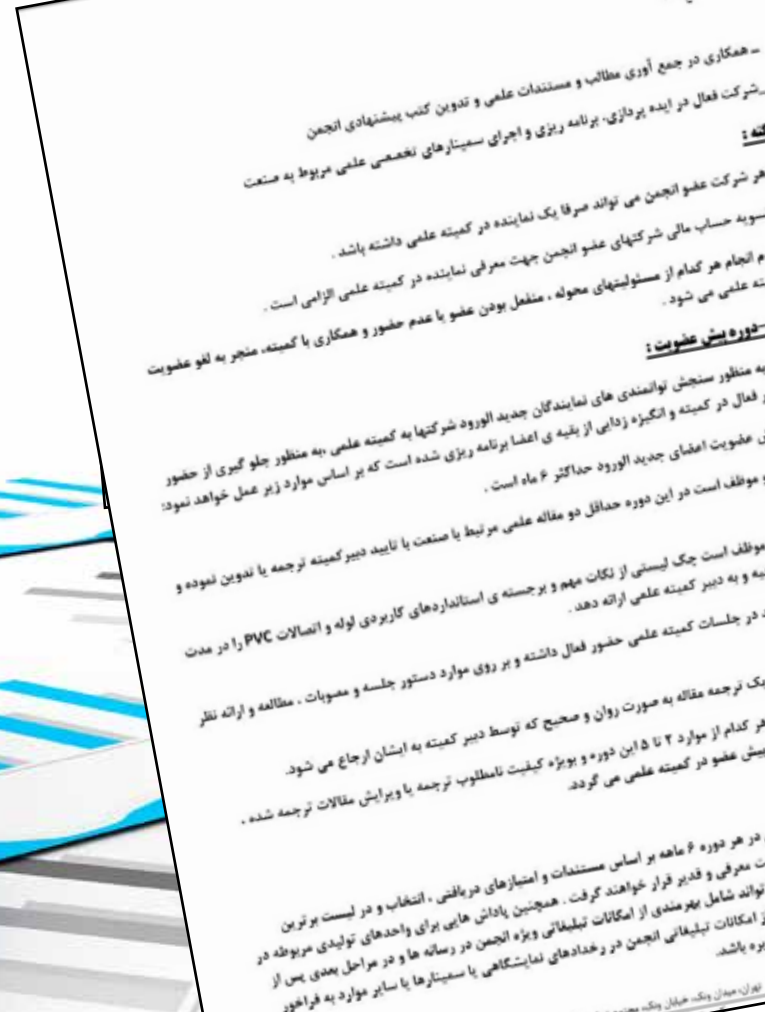 – همکاری در جمع آوری مطالب و مستندات علمی و تدوین کتب پیشنهادی انجمن
–شرکت فعال در ایده پردازی، برنامه ریزی و اجرای سمینارهای تخصصی علمی مربوط به صنعت
هر شرکت عضو انجمن می تواند صرفا یک نماینده در کمیته علمی داشته باشد .
حساب مالی شرکتهای عضو انجمن جهت معرفی نماینده در کمیته علمی الزامی است .
انجام هر کدام از مسئولیتهای محوله ، منفعل بودن عضو یا عدم حضور و همکاری با کمیته، منجر به لغو عضویت
علمی می شود .
–دوره پیش عضویت :
به منظور سنجش توانمندی های نمایندگان جدید الورود شرکتها به کمیته علمی ،به منظور جلو گیری از حضور
فعال در کمیته و انگیزه زدایی از بقیه ی اعضا برنامه ریزی شده است که بر اساس موارد زیر عمل خواهد نمود:
عضویت اعضای جدید الورود حداکثر ۶ ماه است .
و موظف است در این دوره حداقل دو مقاله علمی مرتبط با صنعت با تایید دبیرکمیته ترجمه یا تدوین نموده و
موظف است چک لیستی از نکات مهم و برجسته ی استانداردهای کاربردی لوله و اتصالات PVC را در مدت
و به دبیر کمیته علمی ارائه دهد .
در جلسات کمیته علمی حضور فعال داشته و بر روی موارد دستور جلسه و مصوبات ، مطالعه و ارائه نظر
یک ترجمه مقاله به صورت روان و صحیح که توسط دبیر کمیته به ایشان ارجاع می شود.
هر کدام از موارد ۲ تا ۵ این دوره و بویژه کیفیت نامطلوب ترجمه یا ویرایش مقالات ترجمه شده ،
پیش عضو در کمیته علمی می گردد.
در هر دوره ۶ ماهه بر اساس مستندات و امتیازهای دریافتی ، انتخاب و در لیست برترین
معرفی و قدیر قرار خواهند گرفت . همچنین پاداش هایی برای واحدهای تولیدی مربوطه در
تواند شامل بهرمندی از امکانات تبلیغاتی ویژه انجمن در رسانه ها و در مراحل بعدی پس از
از امکانات تبلیغاتی انجمن در رخدادهای نمایشگاهی یا سمینارها یا سایر موارد به فراخور
باشد.
تهران، میدان ونک، خیابان ونک،